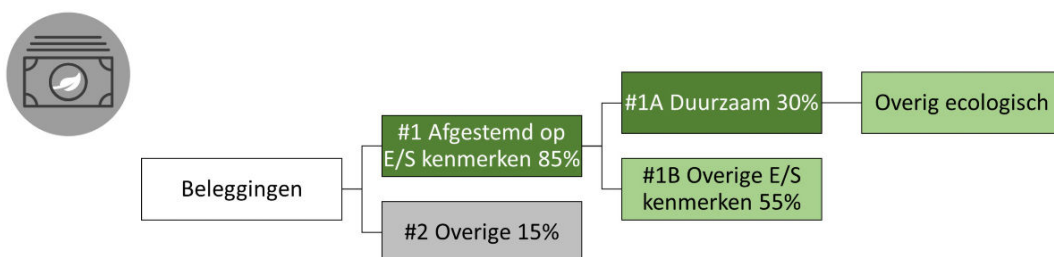 Beleggingen
#1 Afgestemd op
E/S kenmerken 85%
#2 Overige 15%
#1A Duurzaam 30%
#1B Overige E/S
kenmerken 55%
Overig ecologisch